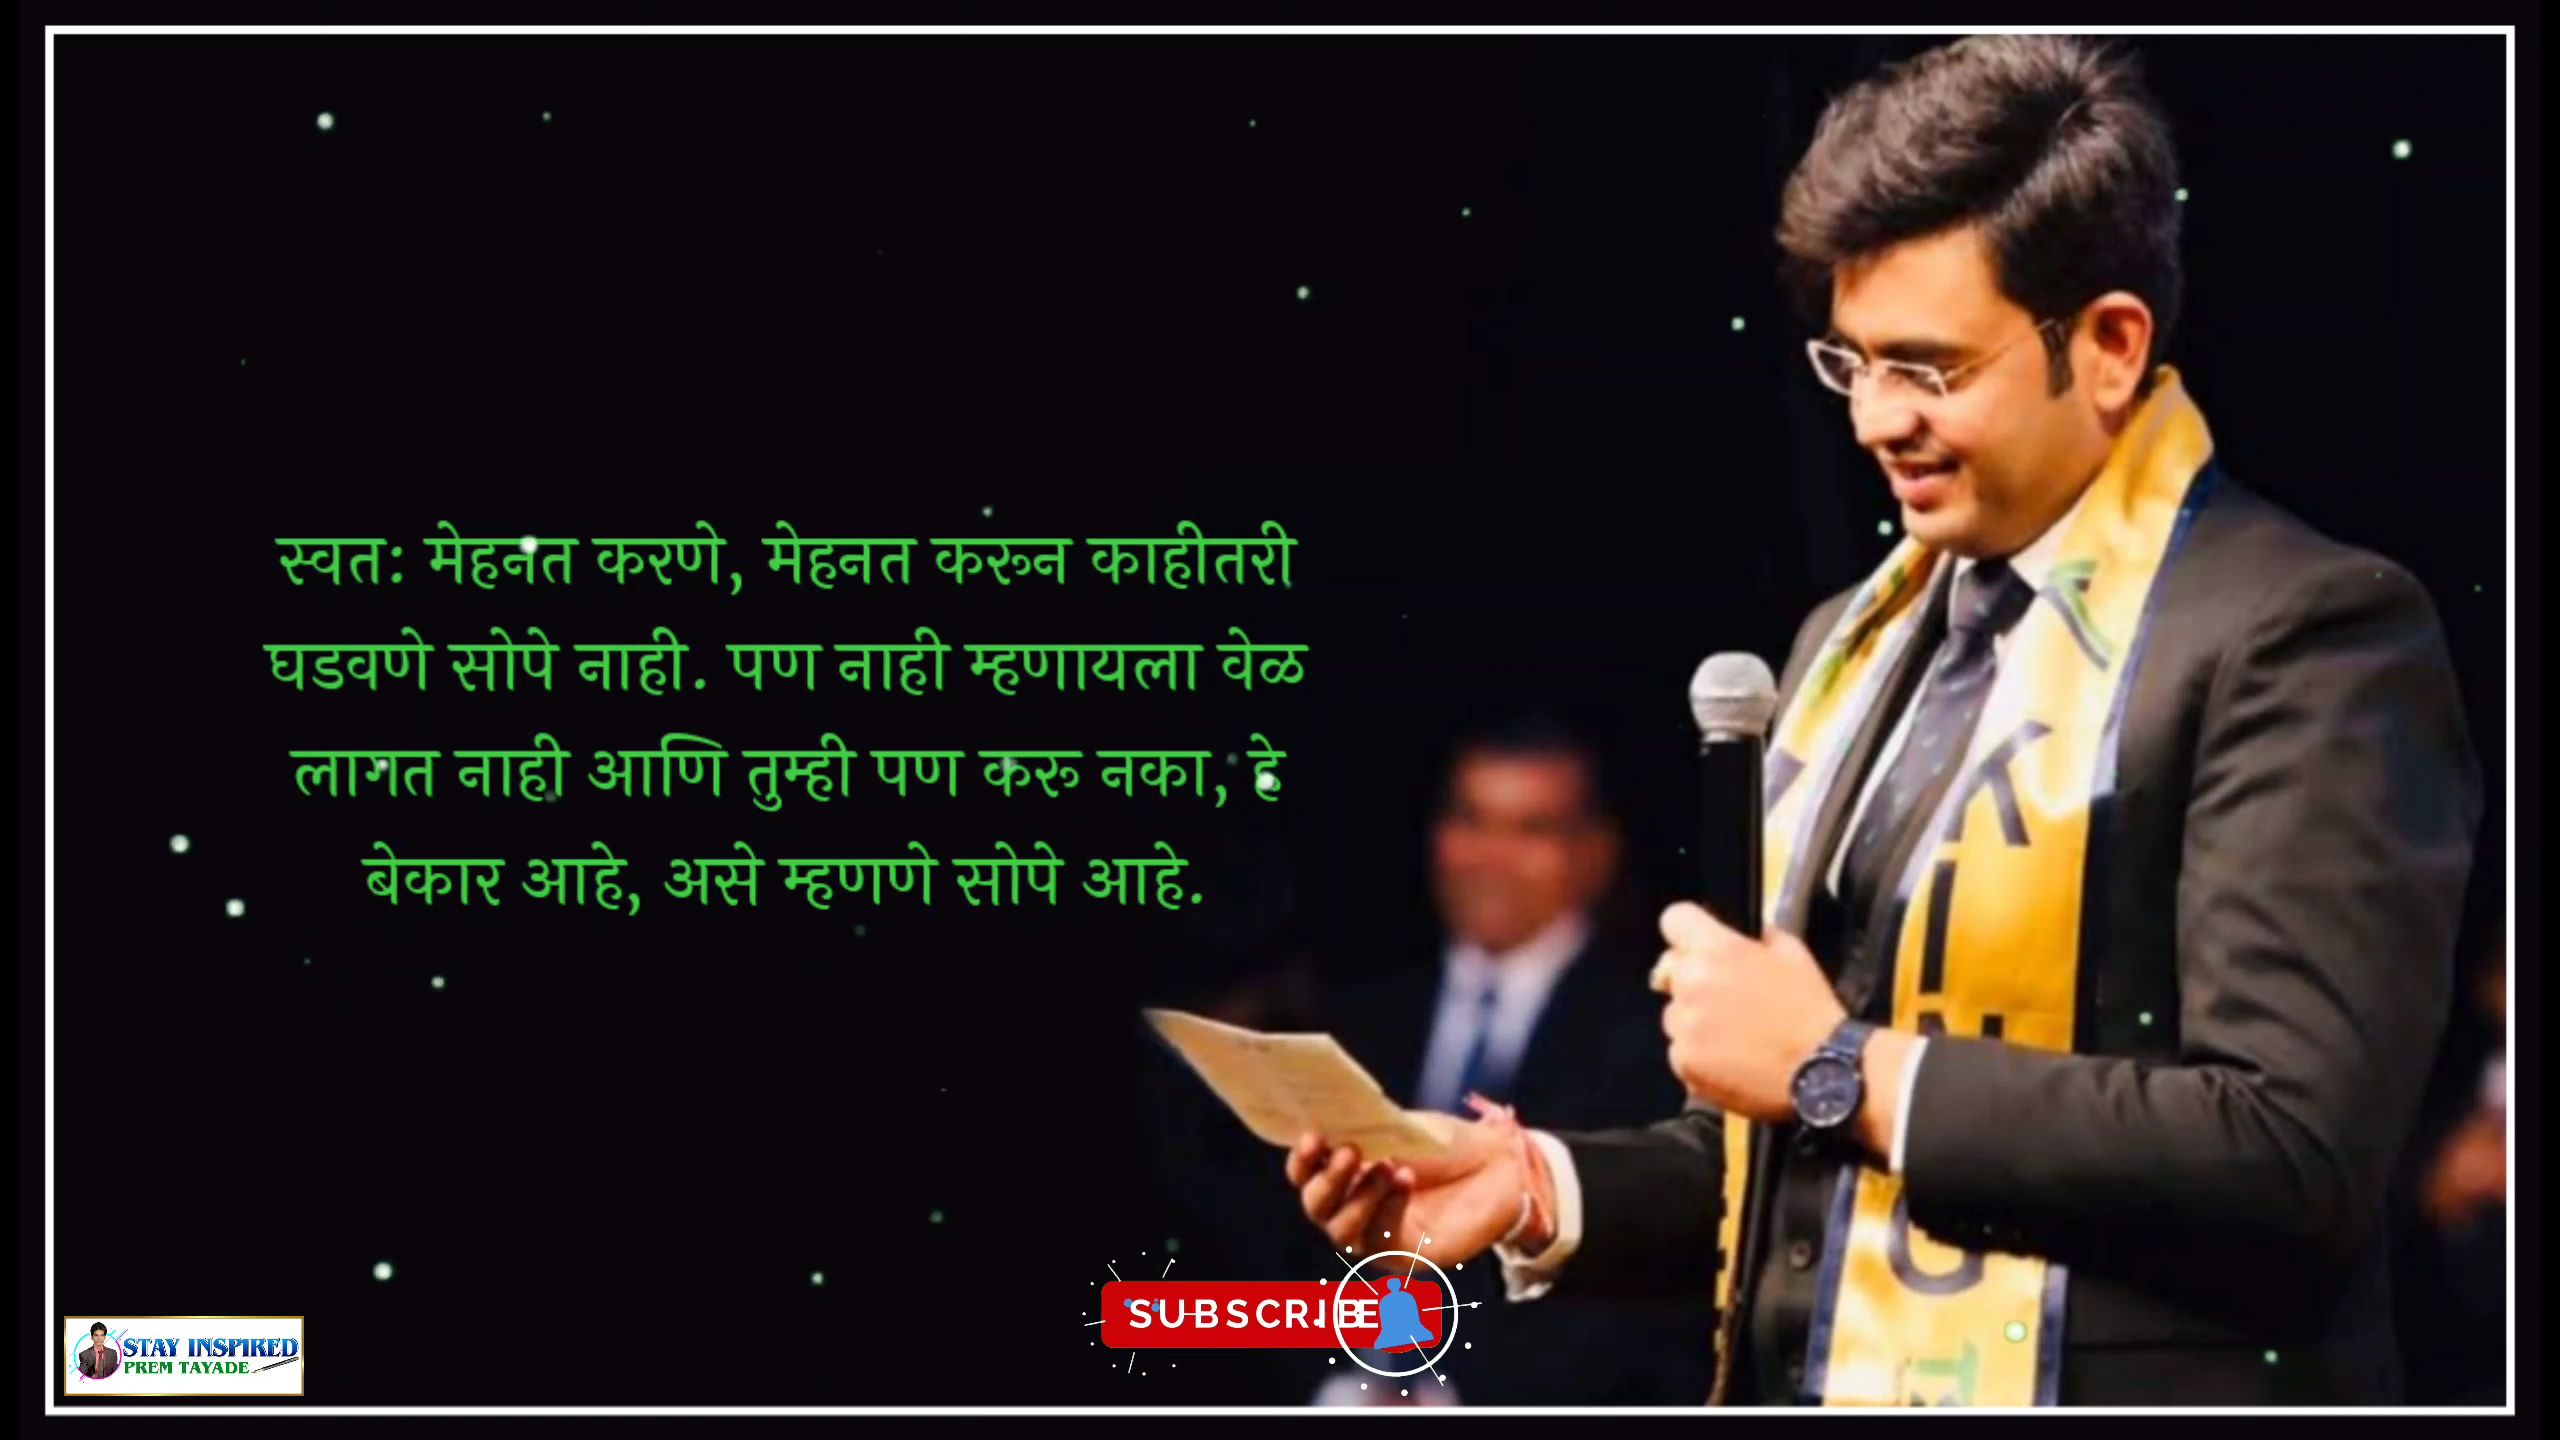 स्वत: मेहनत करणे, मेहनत करून काहीतरी
घडवणे सोपे नाही. पण नाही म्हणायला वेळ
लागत नाही आणि तुम्ही पण करू नका, हे
बेकार आहे, असे म्हणणे सोपे आहे.
K
I
N
G
SUBSCRIBE
STAY INSPIRED
PREM TAYADE